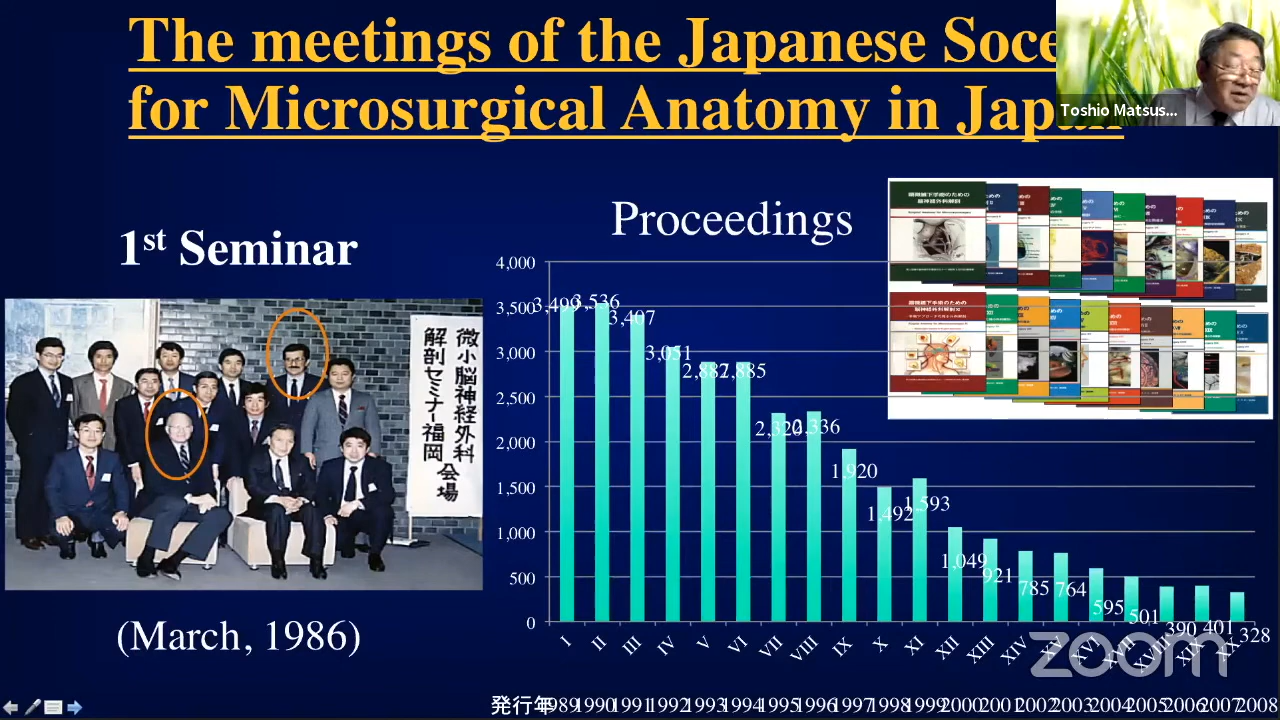 The meetings of the Japanese Soce
for Microsurgical Anatomy in Japan
Toshio Matsus...
1st Seminar
Proceedings
微小脳神経外科
解剖セミナー福岡
会場
(March, 1986)
4,000
3,500
3,000
2,500
2,000
1,500
1,000
500
0
3,499
3,536
3,407
3,051
2,887
2,885
2,320
2,336
1,920
1,492
1,593
1,049
921
785
764
595
501
390
401
328
I II III IV V VI VII VIII IX X XI XII XIII XIV XV XVI XVII XVIII XIX XX
発行年 1989 1990 1991 1992 1993 1994 1995 1996 1997 1998 1999 2000 2001 2002 2003 2004 2005 2006 2007 2008
zoom